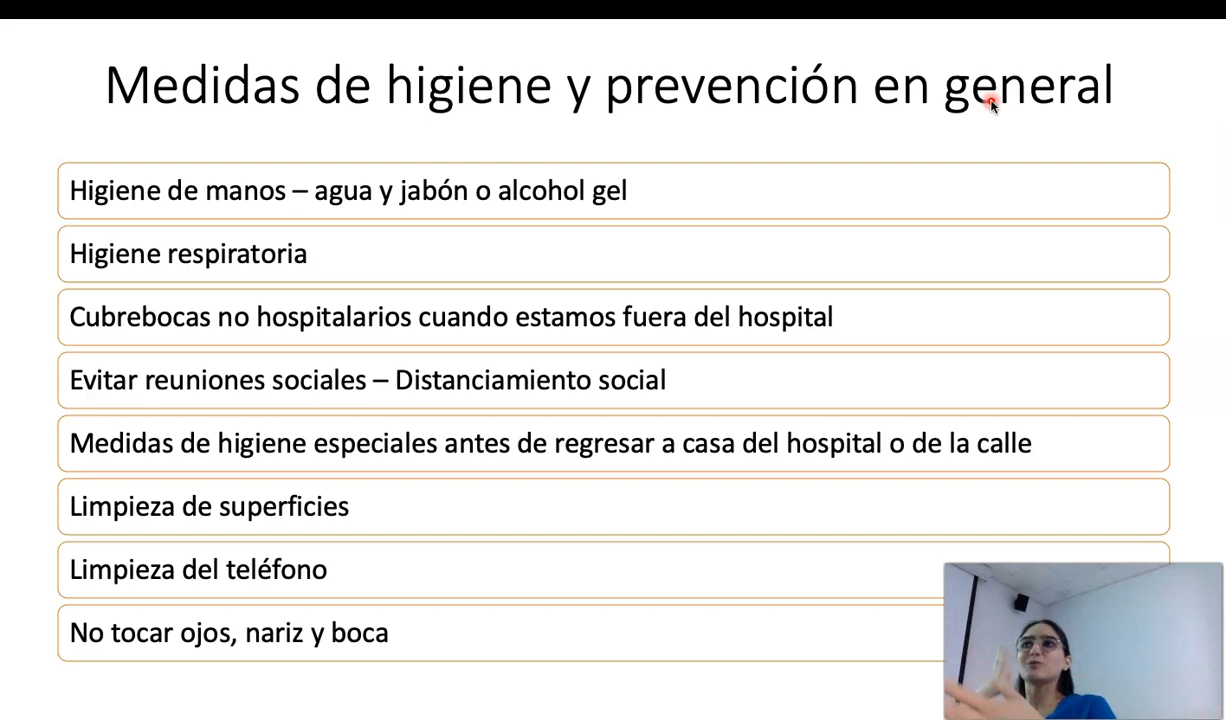 Medidas de higiene y prevención en general
Higiene de manos – agua y jabón o alcohol gel
Higiene respiratoria
Cubrebocas no hospitalarios cuando estamos fuera del hospital
Evitar reuniones sociales – Distanciamiento social
Medidas de higiene especiales antes de regresar a casa del hospital o de la calle
Limpieza de superficies
Limpieza del teléfono
No tocar ojos, nariz y boca